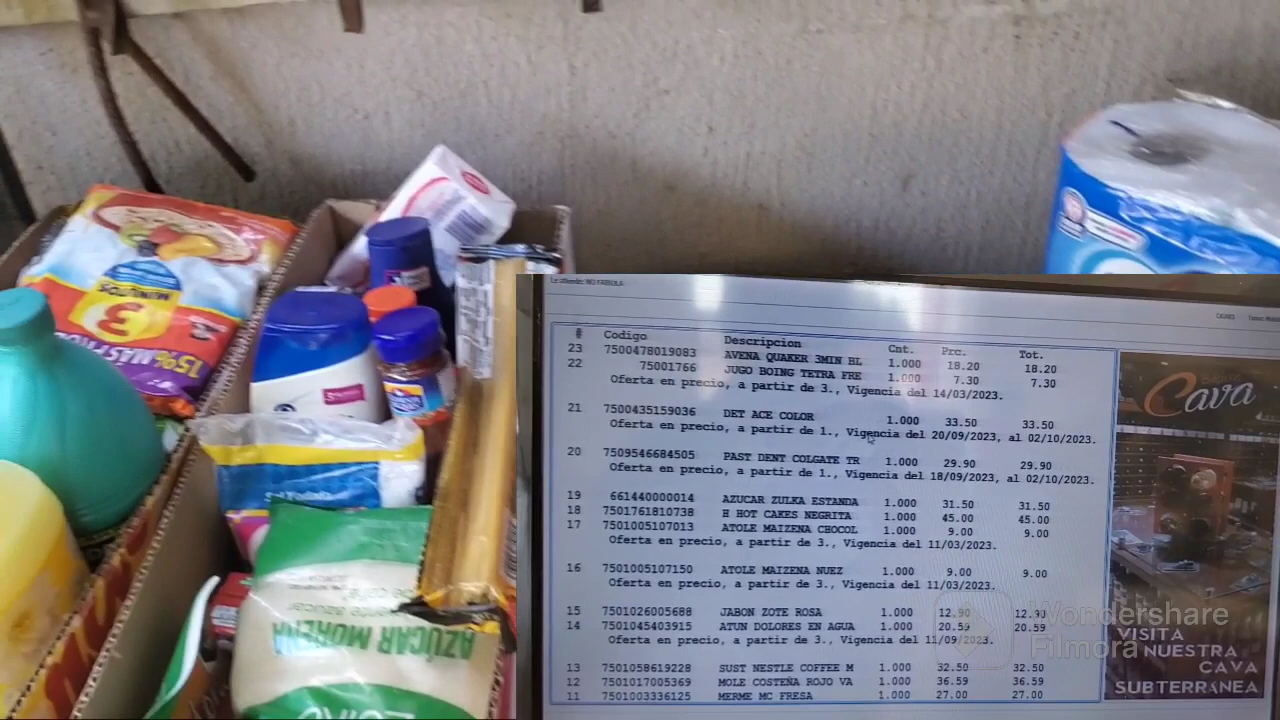 3
MINUTOS
15% MAS
AZÚCAR MORENA
Le Atiende: NO FABIOLA
CAJA#3
# Codigo Descripcion Cnt. Prc. Tot.
23 7500478019083 AVENA QUAKER 3MIN BL 1.000 18.20 18.20
22 75001766 JUGO BOING TETRA FRE 1.000 7.30 7.30
Oferta en precio, a partir de 3., Vigencia del 14/03/2023.
21 7500435159036 DET ACE COLOR 1.000 33.50 33.50
Oferta en precio, a partir de 1., Vigencia del 20/09/2023, al 02/10/2023.
20 7509546684505 PAST DENT COLGATE TR 1.000 29.90 29.90
Oferta en precio, a partir de 1., Vigencia del 18/09/2023, al 02/10/2023.
19 661440000014 AZUCAR ZULKA ESTANDA 1.000 31.50 31.50
18 7501761810738 H HOT CAKES NEGRITA 1.000 45.00 45.00
17 7501005107013 ATOLE MAIZENA CHOCOL 1.000 9.00 9.00
Oferta en precio, a partir de 3., Vigencia del 11/03/2023.
16 7501005107150 ATOLE MAIZENA NUEZ 1.000 9.00 9.00
Oferta en precio, a partir de 3., Vigencia del 11/03/2023.
15 7501026005688 JABON ZOTE ROSA 1.000 12.90 12.90
14 7501045403915 ATUN DOLORES EN AGUA 1.000 20.59 20.59
Oferta en precio, a partir de 3., Vigencia del 11/09/2023.
13 7501058619228 SUST NESTLE COFFEE M 1.000 32.50 32.50
12 7501017005369 MOLE COSTEÑA ROJO VA 1.000 36.59 36.59
11 7501003336125 MERME MC FRESA 1.000 27.00 27.00
Cava
VISITA
NUESTRA
CAVA
SUBTERRÁNEA
Wondershare
Filmora